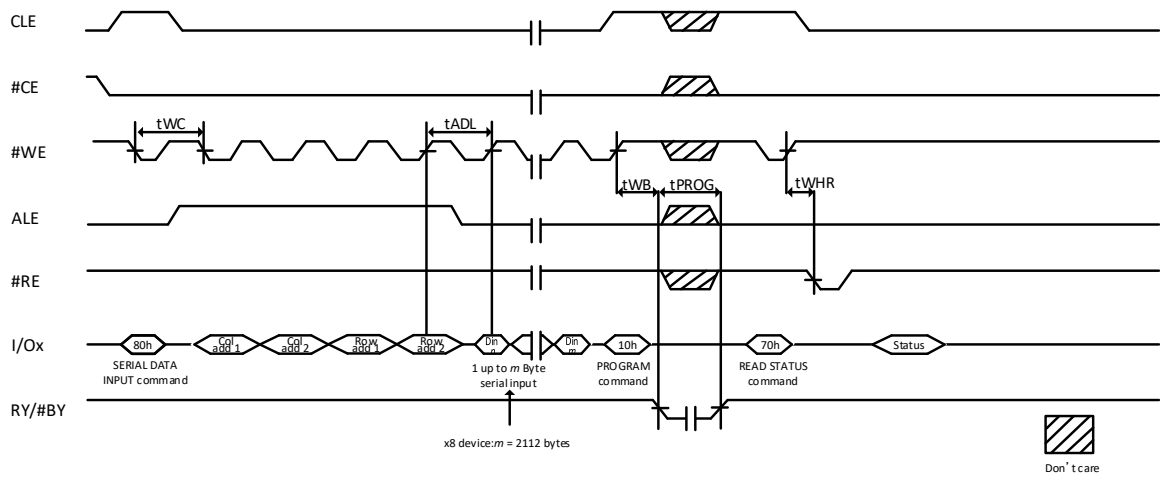 CLE
#CE
tWC
tADL
#WE
tWB
tPROG
tWHR
ALE
#RE
I/Ox
80h
Col
add 1
Col
add 2
Row
add 1
Row
add 2
Din
n
Din
m
10h
70h
Status
SERIAL DATA
INPUT command
1 up to m Byte
serial input
PROGRAM
command
READ STATUS
command
RY/#BY
x8 device:m = 2112 bytes
Don't care